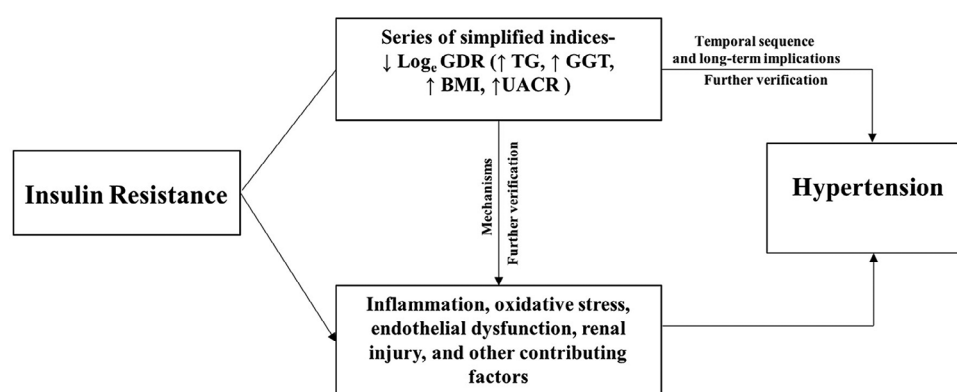 Series of simplified indices-
↓ Logₑ GDR (↑ TG, ↑ GGT,
↑ BMI, ↑UACR )
Temporal sequence
and long-term implications
Further verification
Insulin Resistance
Mechanisms
Further verification
Hypertension
Inflammation, oxidative stress,
endothelial dysfunction, renal
injury, and other contributing
factors